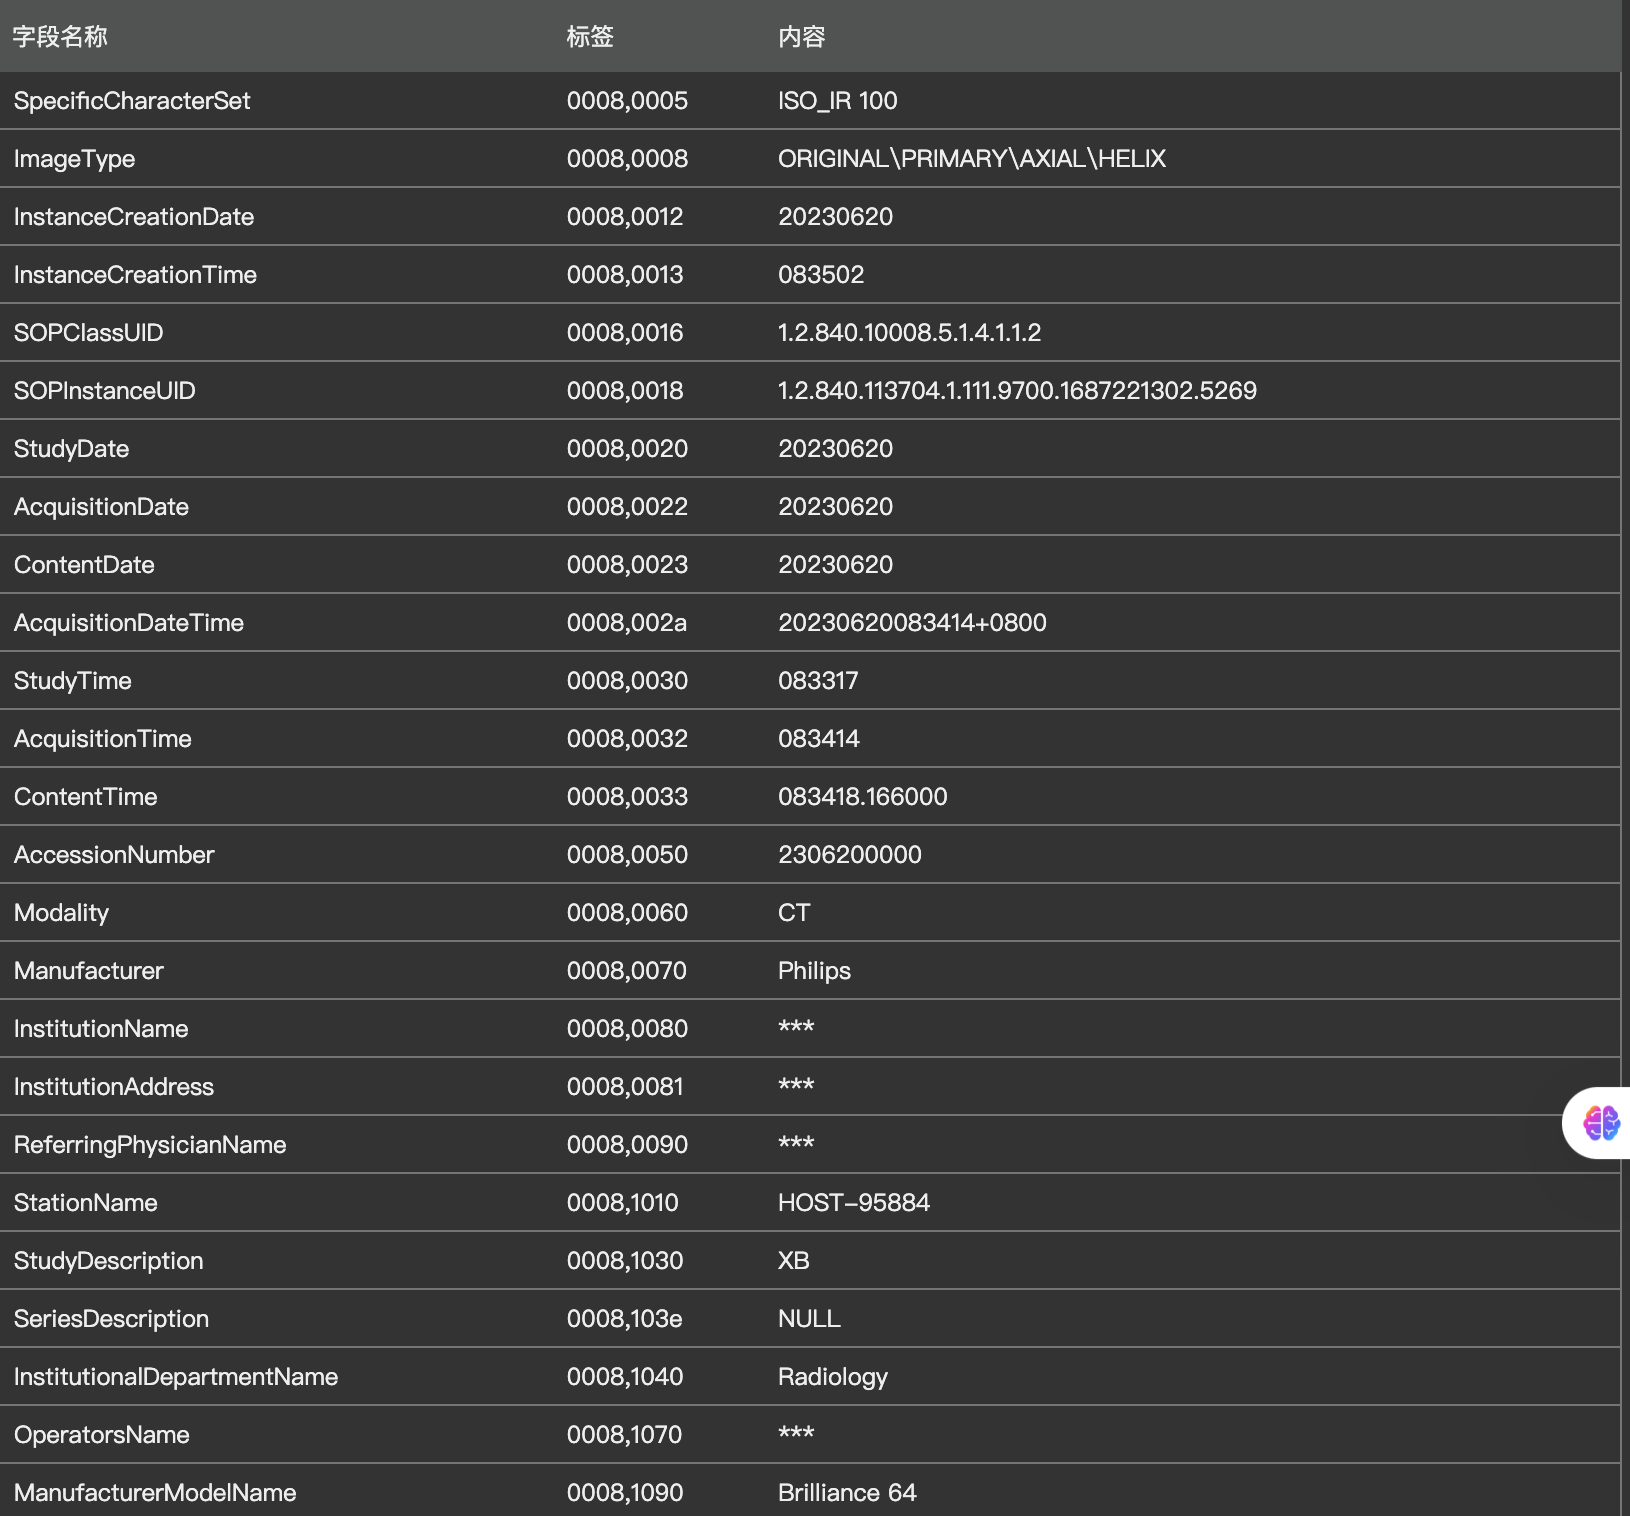 字段名称 标签 内容
SpecificCharacterSet 0008,0005 ISO_IR 100
ImageType 0008,0008 ORIGINAL\PRIMARY\AXIAL\HELIX
InstanceCreationDate 0008,0012 20230620
InstanceCreationTime 0008,0013 083502
SOPClassUID 0008,0016 1.2.840.10008.5.1.4.1.1.2
SOPInstanceUID 0008,0018 1.2.840.113704.1.111.9700.1687221302.5269
StudyDate 0008,0020 20230620
AcquisitionDate 0008,0022 20230620
ContentDate 0008,0023 20230620
AcquisitionDateTime 0008,002a 20230620083414+0800
StudyTime 0008,0030 083317
AcquisitionTime 0008,0032 083414
ContentTime 0008,0033 083418.166000
AccessionNumber 0008,0050 2306200000
Modality 0008,0060 CT
Manufacturer 0008,0070 Philips
InstitutionName 0008,0080 ***
InstitutionAddress 0008,0081 ***
ReferringPhysicianName 0008,0090 ***
StationName 0008,1010 HOST-95884
StudyDescription 0008,1030 XB
SeriesDescription 0008,103e NULL
InstitutionalDepartmentName 0008,1040 Radiology
OperatorsName 0008,1070 ***
ManufacturerModelName 0008,1090 Brilliance 64